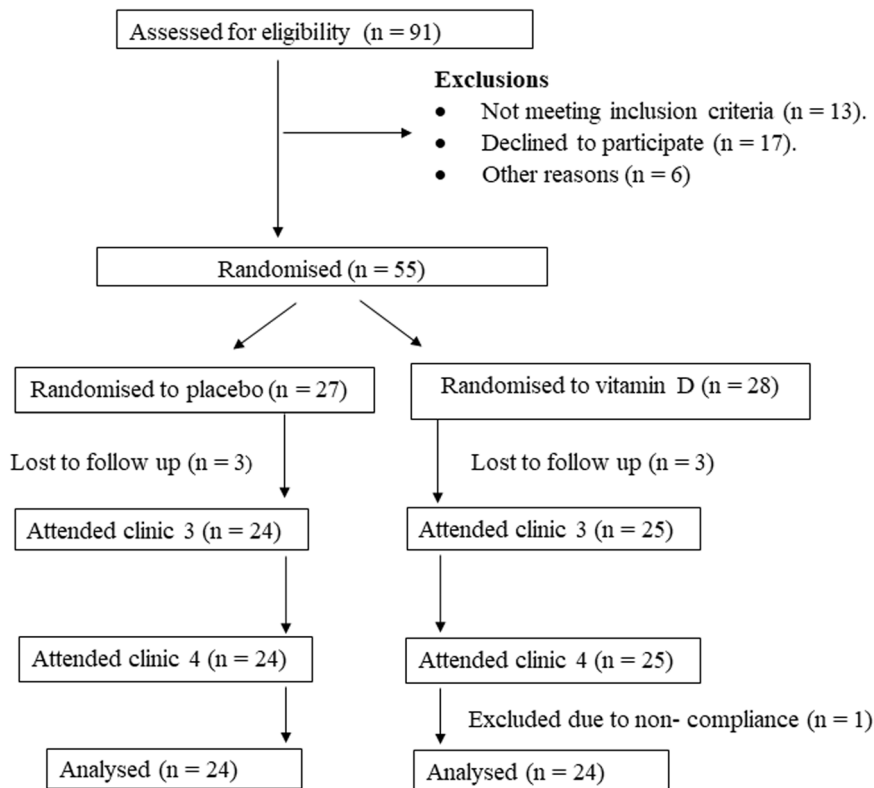 Assessed for eligibility (n = 91)
Exclusions
● Not meeting inclusion criteria (n = 13).
● Declined to participate (n = 17).
● Other reasons (n = 6)
Randomised (n = 55)
Randomised to placebo (n = 27)
Randomised to vitamin D (n = 28)
Lost to follow up (n = 3)
Lost to follow up (n = 3)
Attended clinic 3 (n = 24)
Attended clinic 3 (n = 25)
Attended clinic 4 (n = 24)
Attended clinic 4 (n = 25)
Excluded due to non- compliance (n = 1)
Analysed (n = 24)
Analysed (n = 24)